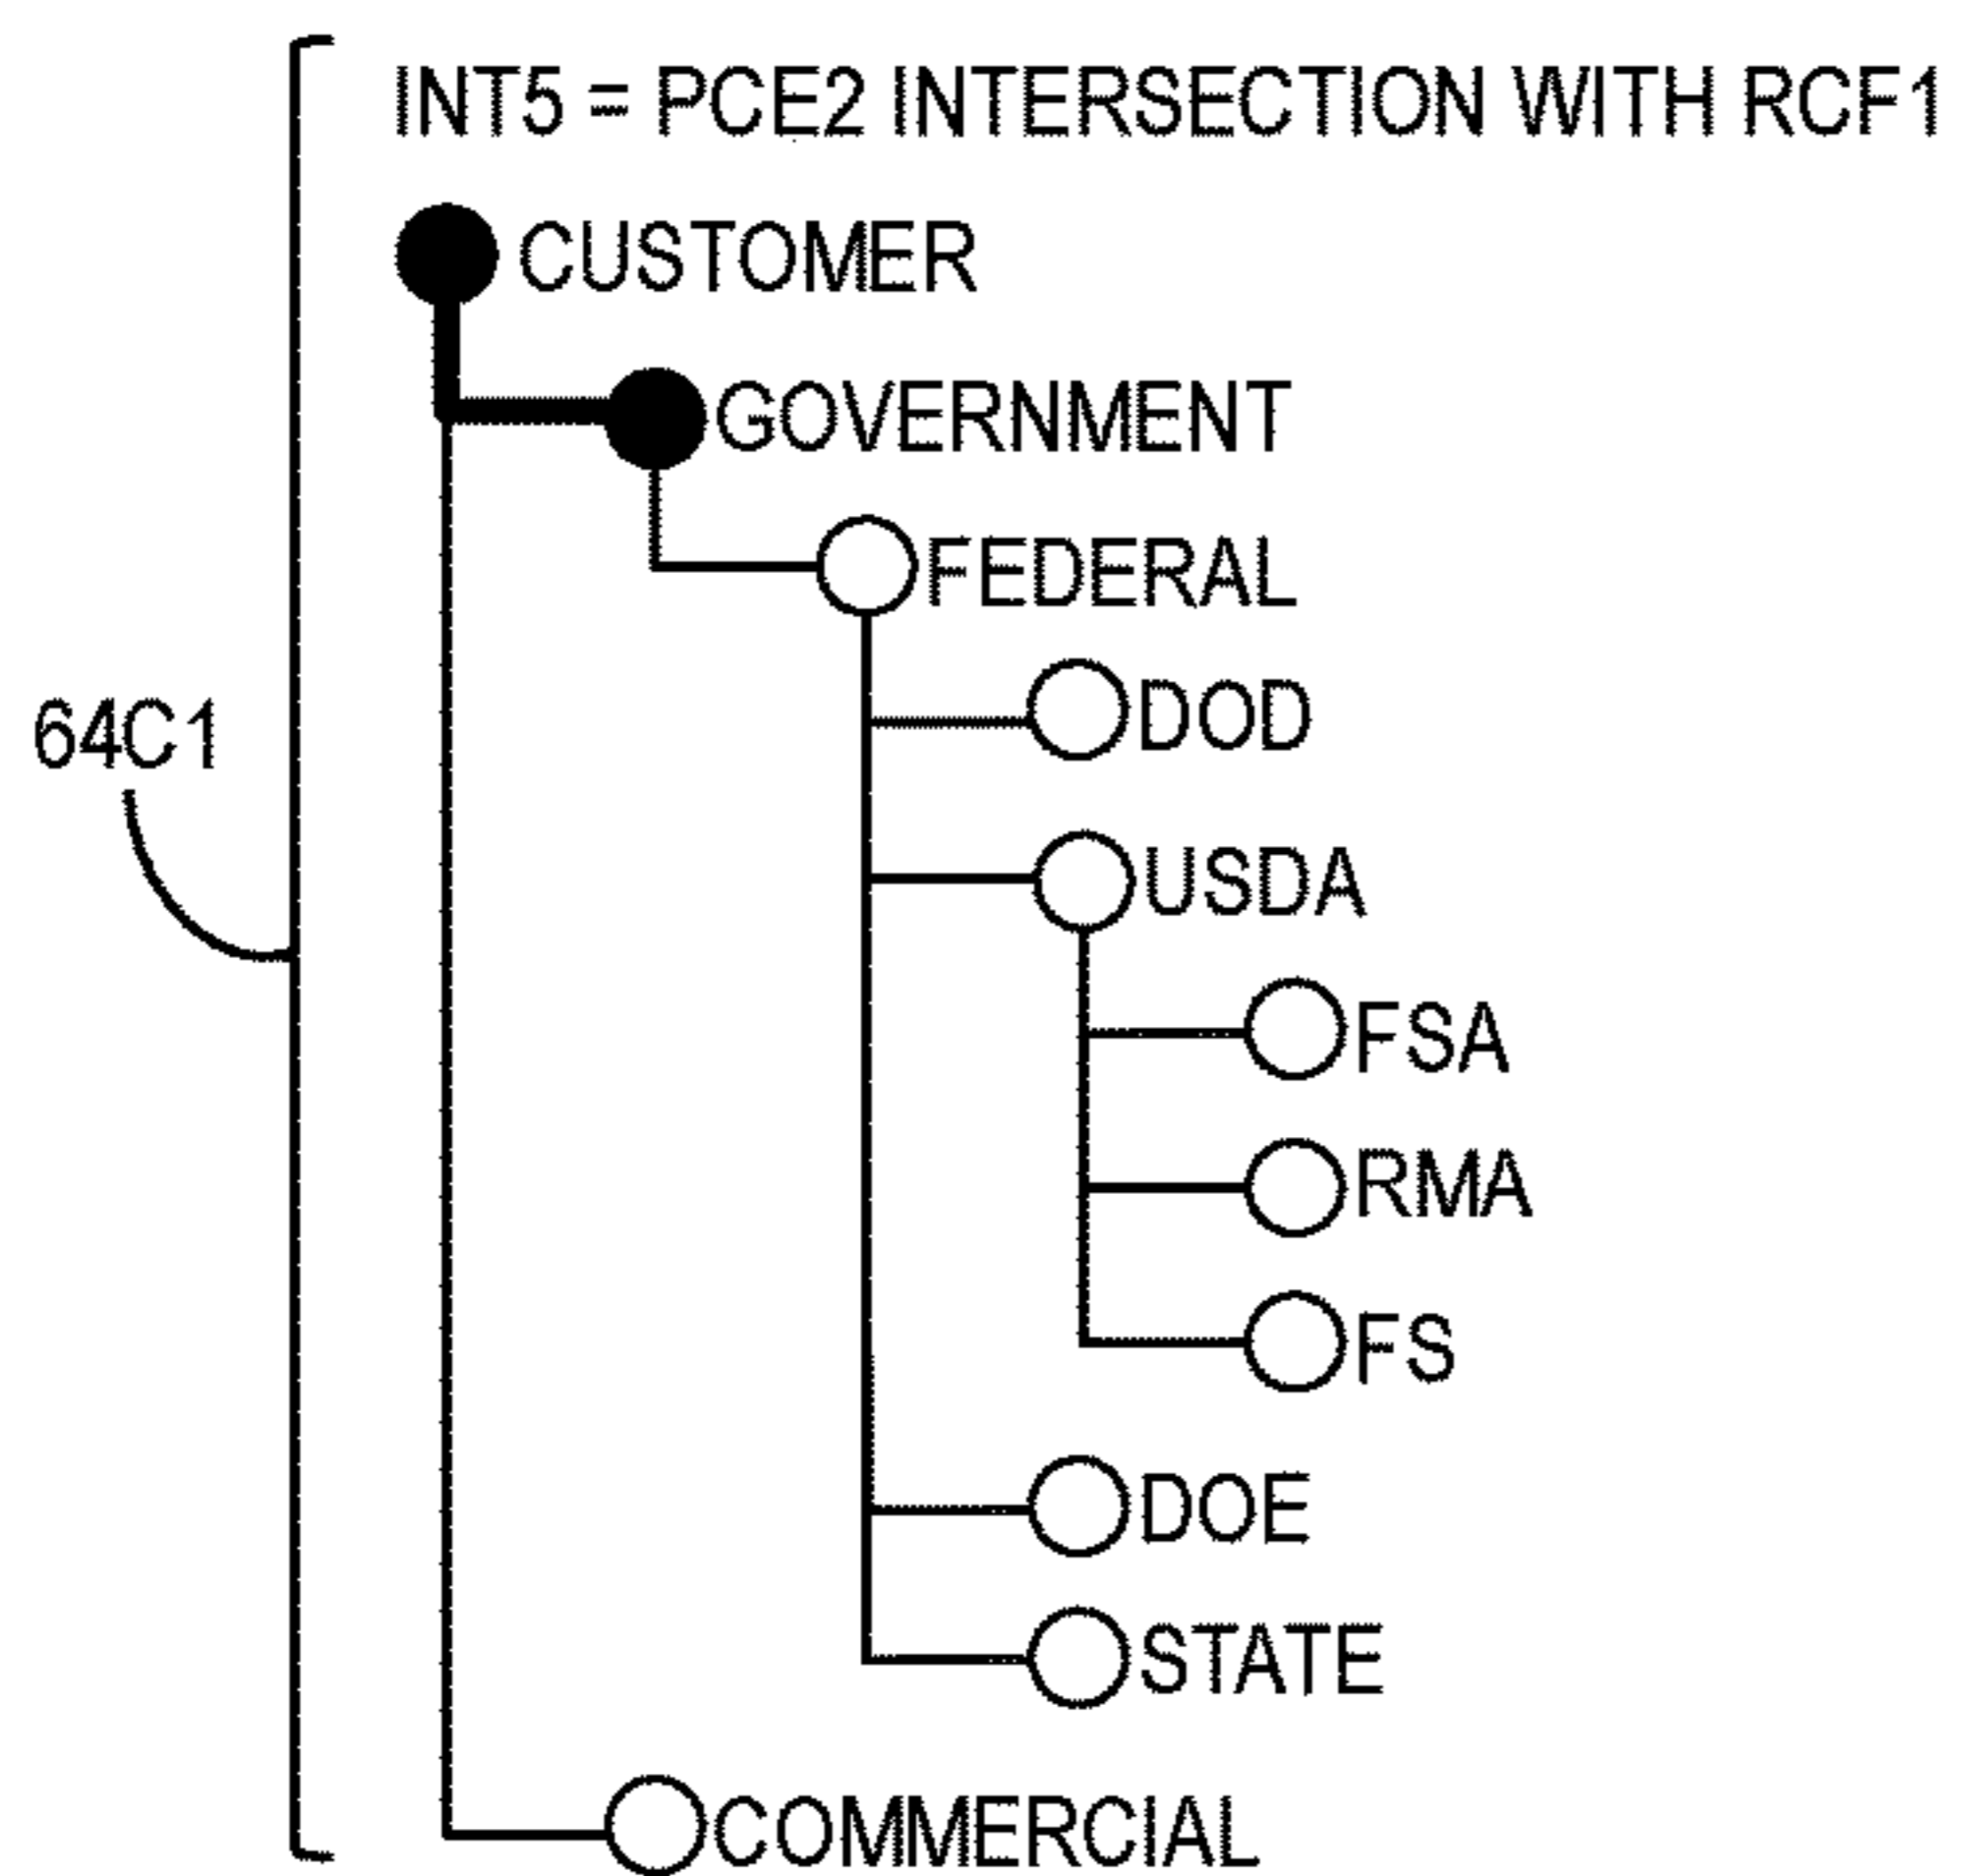 INT5 = PCE2 INTERSECTION WITH RCF1
CUSTOMER
GOVERNMENT
FEDERAL
DOD
64C1
USDA
FSA
RMA
FS
DOE
STATE
COMMERCIAL